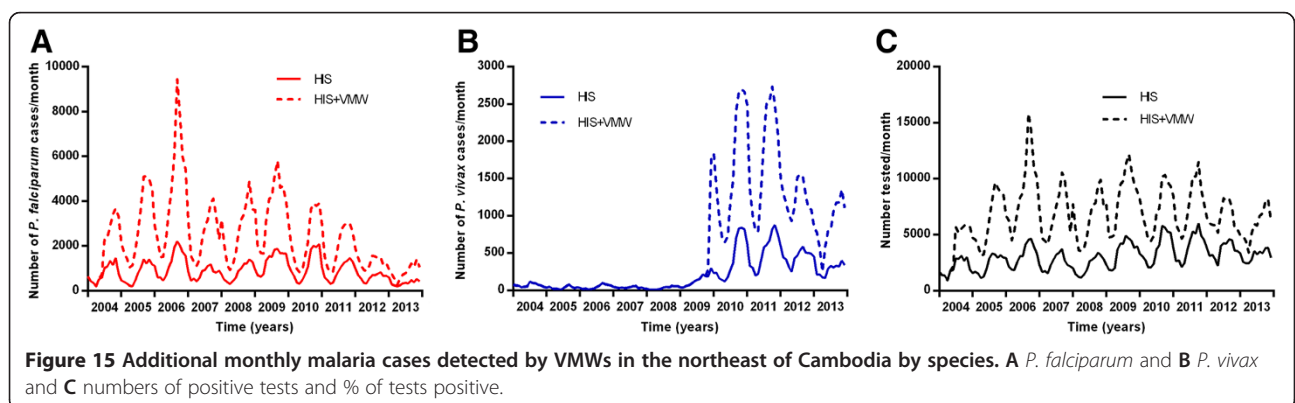 A
Number of P. falciparum cases/month
10000
8000
6000
4000
2000
0
HIS
HIS+VMW
2004 2005 2006 2007 2008 2009 2010 2011 2012 2013
Time (years)
B
Number of P. vivax cases/month
3000
2500
2000
1500
1000
500
0
HIS
HIS+VMW
2004 2005 2006 2007 2008 2009 2010 2011 2012 2013
Time (years)
C
Number tested/month
20000
15000
10000
5000
0
HIS
HIS+VMW
2004 2005 2006 2007 2008 2009 2010 2011 2012 2013
Time (years)
Figure 15 Additional monthly malaria cases detected by VMWs in the northeast of Cambodia by species. A P. falciparum and B P. vivax
and C numbers of positive tests and % of tests positive.